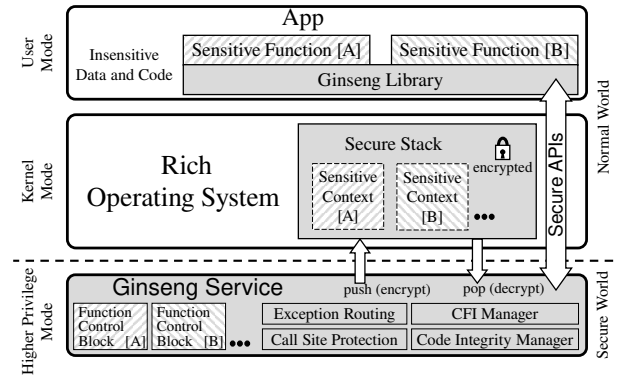 App
User
Mode
Insensitive
Data and Code
Sensitive Function [A]
Sensitive Function [B]
Ginseng Library
Normal World
Kernel
Mode
Rich
Operating System
Secure Stack
encrypted
Sensitive
Context
[A]
Sensitive
Context
[B]
•••
Secure APIs
Higher Privilege
Mode
Ginseng Service
push (encrypt)
pop (decrypt)
Function
Control
Block [A]
Function
Control
Block [B]
•••
Exception Routing
CFI Manager
Call Site Protection
Code Integrity Manager
Secure World